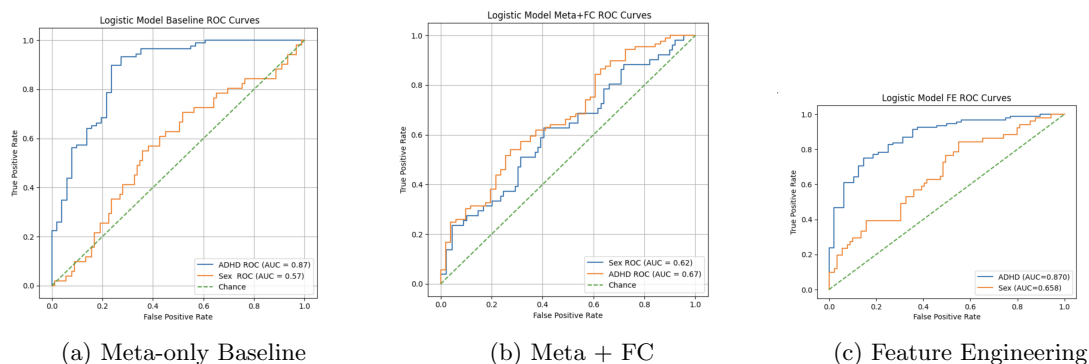 Logistic Model Baseline ROC Curves
True Positive Rate
1.0
0.8
0.6
0.4
0.2
0.0
ADHD ROC (AUC = 0.87)
Sex ROC (AUC = 0.57)
Chance
0.0 0.2 0.4 0.6 0.8 1.0
False Positive Rate
(a) Meta-only Baseline
Logistic Model Meta+FC ROC Curves
True Positive Rate
1.0
0.8
0.6
0.4
0.2
0.0
Sex ROC (AUC = 0.62)
ADHD ROC (AUC = 0.67)
Chance
0.0 0.2 0.4 0.6 0.8 1.0
False Positive Rate
(b) Meta + FC
Logistic Model FE ROC Curves
True Positive Rate
1.0
0.8
0.6
0.4
0.2
0.0
ADHD (AUC=0.870)
Sex (AUC=0.658)
0.0 0.2 0.4 0.6 0.8 1.0
False Positive Rate
(c) Feature Engineering